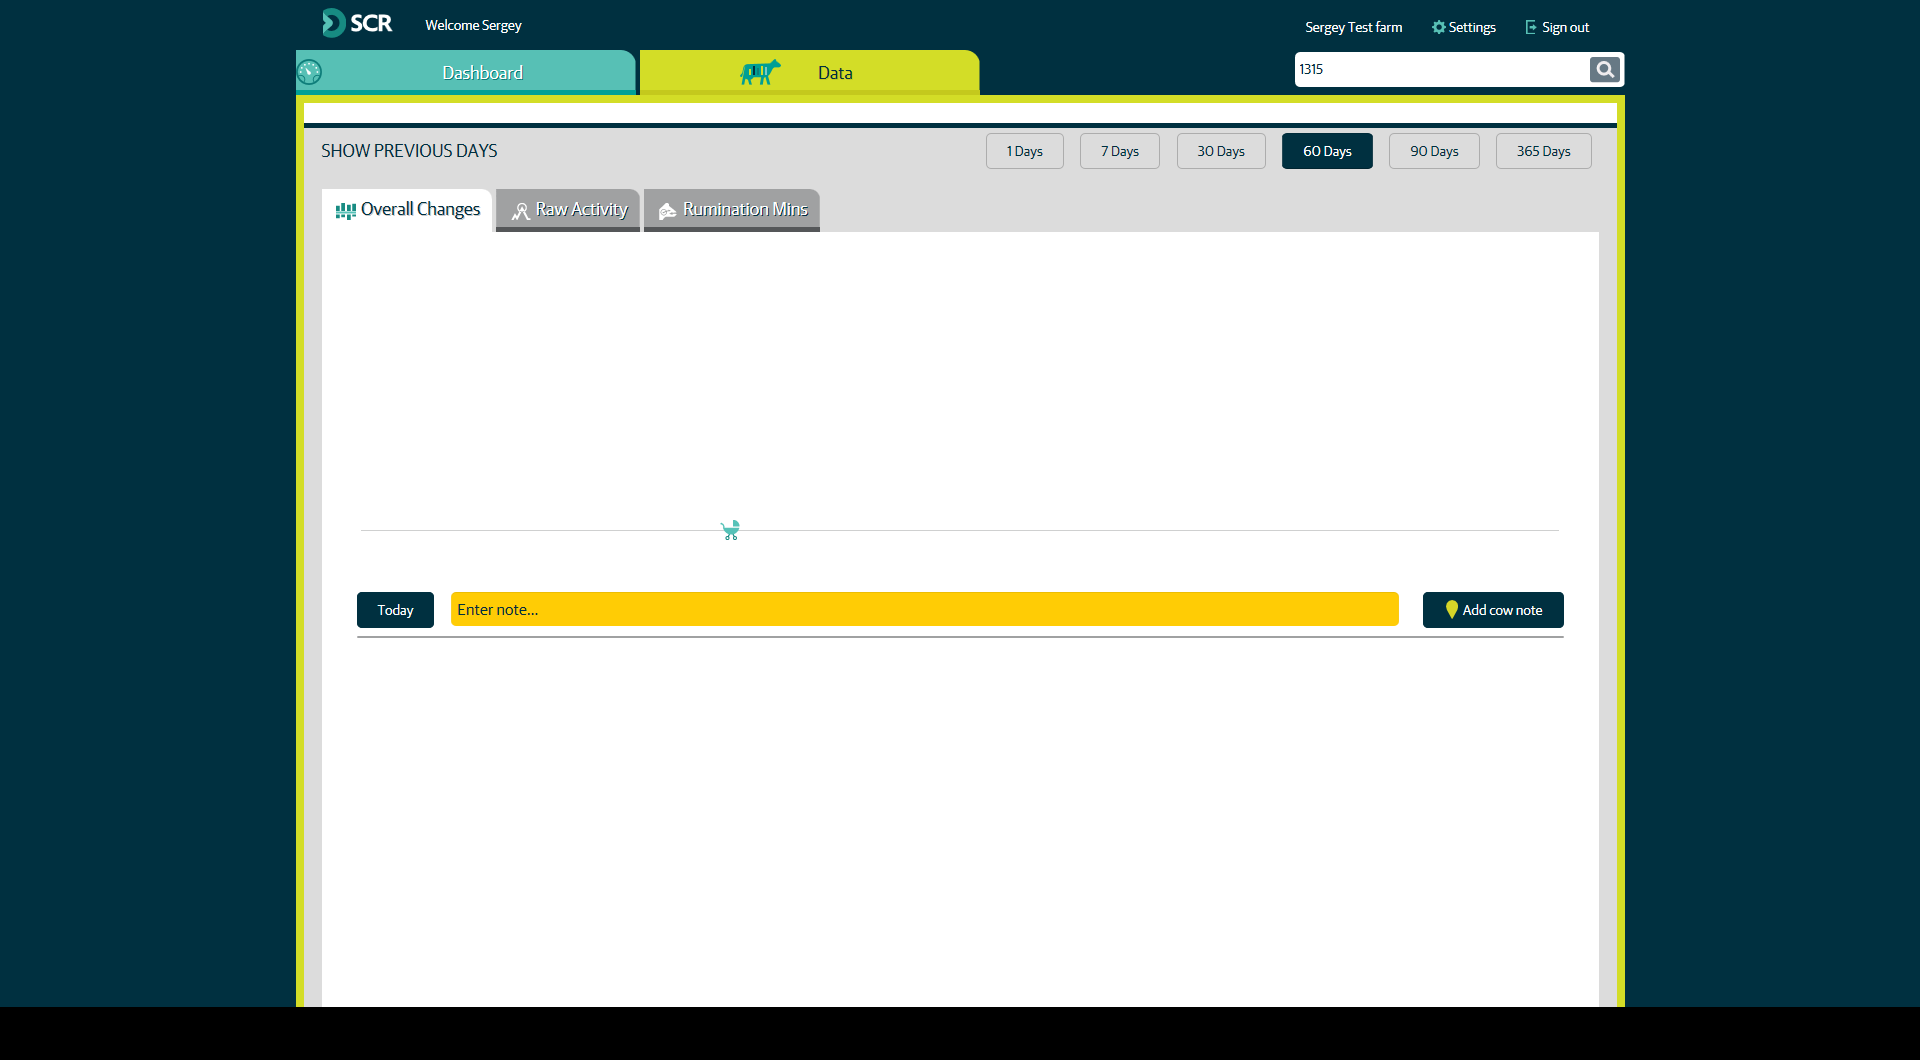 SCR
Welcome Sergey
Sergey Test farm
Settings
Sign out
Dashboard
Data
1315
SHOW PREVIOUS DAYS
1 Days
7 Days
30 Days
60 Days
90 Days
365 Days
Overall Changes
Raw Activity
Rumination Mins
Today
Enter note...
Add cow note